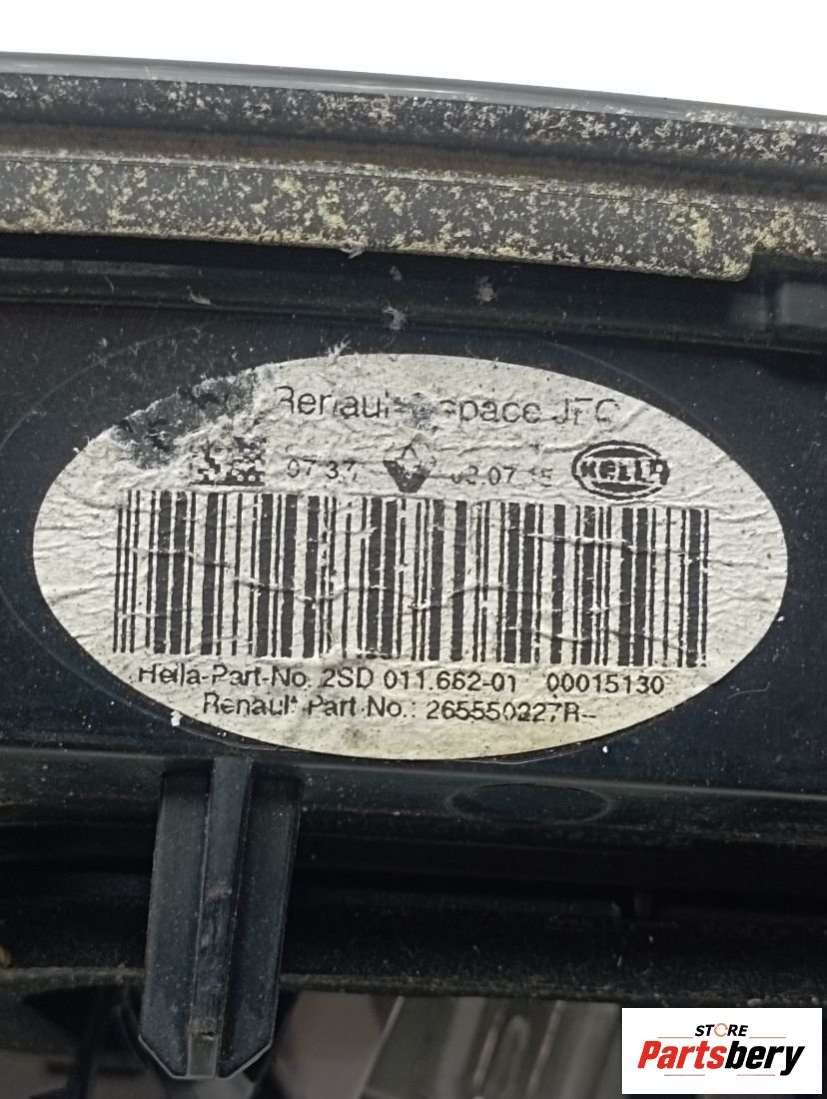 Renault Espace JFC
07:37 08.07.15 HELLA
Hella-Part-No. 2SD 011.662-01 00015130
Renault Part No.: 265550227R--
STORE
Partsbery